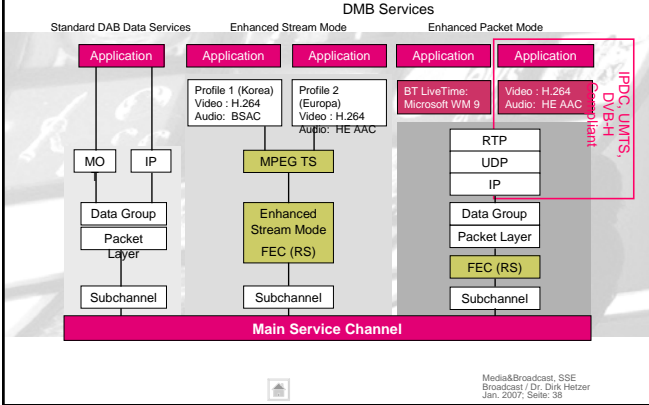 DMB Services
Standard DAB Data Services
Enhanced Stream Mode
Enhanced Packet Mode
Application
Application
Application
Application
Application
Profile 1 (Korea)
Video : H.264
Audio: BSAC
Profile 2
(Europa)
Video : H.264
Audio: HE AAC
BT LiveTime:
Microsoft WM 9
Video : H.264
Audio: HE AAC
IPDC, UMTS,
DVB-H
Compliant
MO
T
IP
MPEG TS
RTP
UDP
IP
Data Group
Packet
Layer
Enhanced
Stream Mode
FEC (RS)
Data Group
Packet Layer
FEC (RS)
Subchannel
Subchannel
Subchannel
Main Service Channel
Media&Broadcast, SSE
Broadcast / Dr. Dirk Hetzer
Jan. 2007; Seite: 38